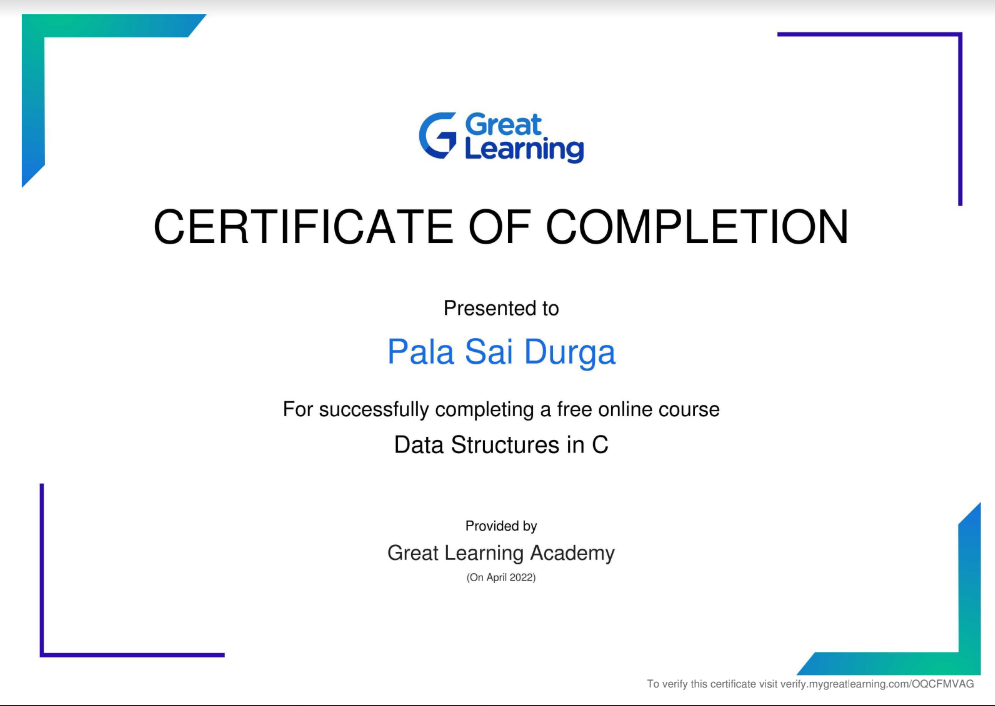 Great
Learning
CERTIFICATE OF COMPLETION
Presented to
Pala Sai Durga
For successfully completing a free online course
Data Structures in C
Provided by
Great Learning Academy
(On April 2022)
To verify this certificate visit verify.mygreatlearning.com/OQCFMVAG